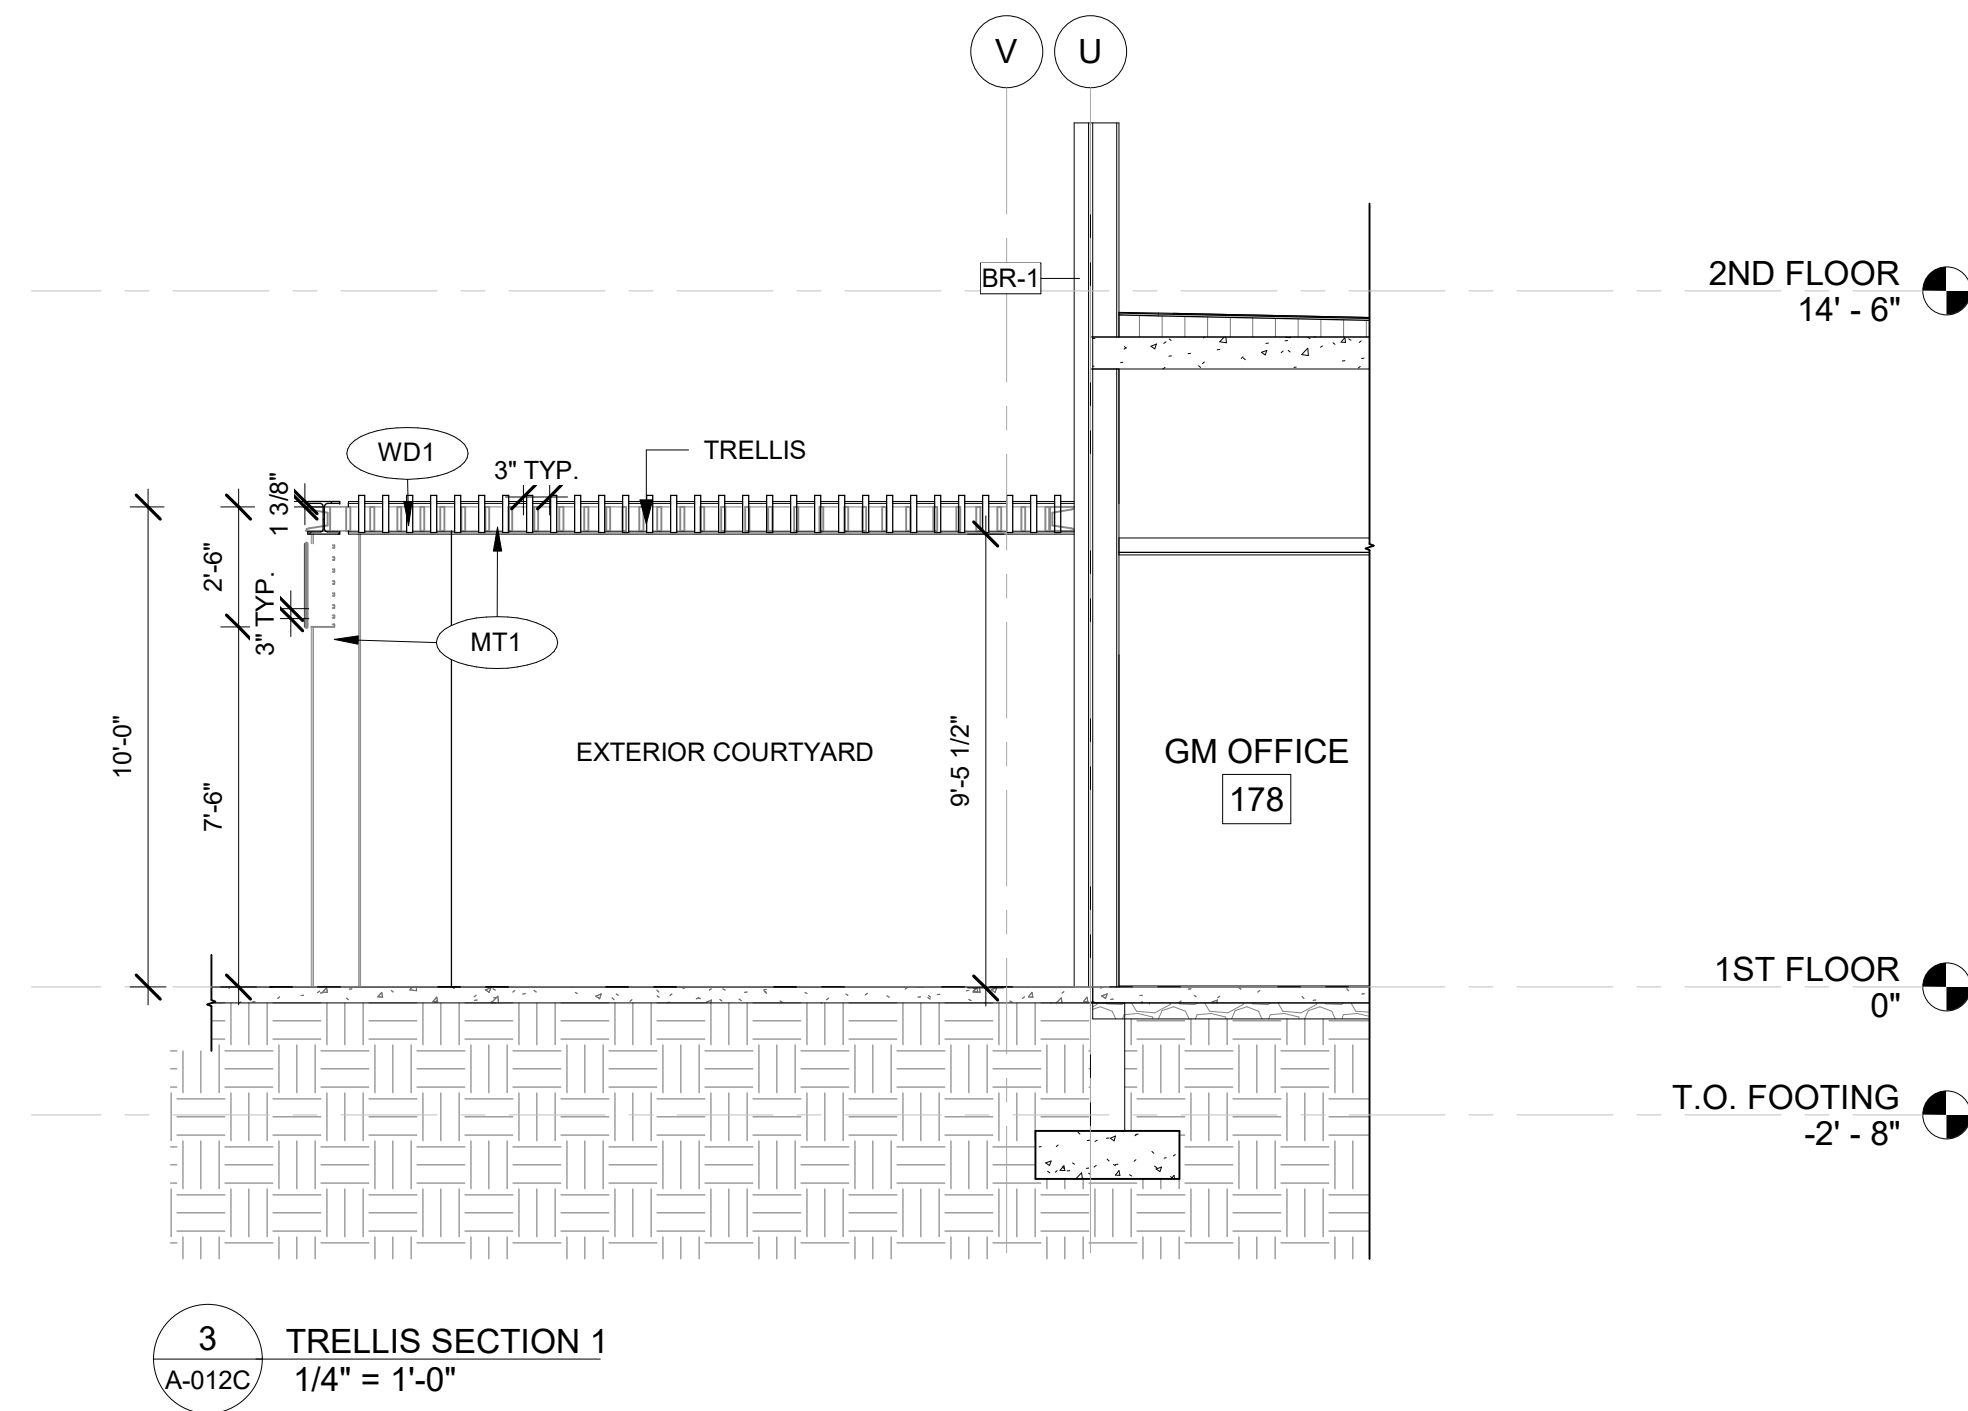 V
U
BR-1
2ND FLOOR
14' - 6"
WD1
3" TYP.
TRELLIS
1 3/8"
2'-6"
3" TYP.
MT1
10'-0"
7'-6"
EXTERIOR COURTYARD
9'-5 1/2"
GM OFFICE
178
1ST FLOOR
0"
T.O. FOOTING
-2' - 8"
3
TRELLIS SECTION 1
A-012C
1/4" = 1'-0"